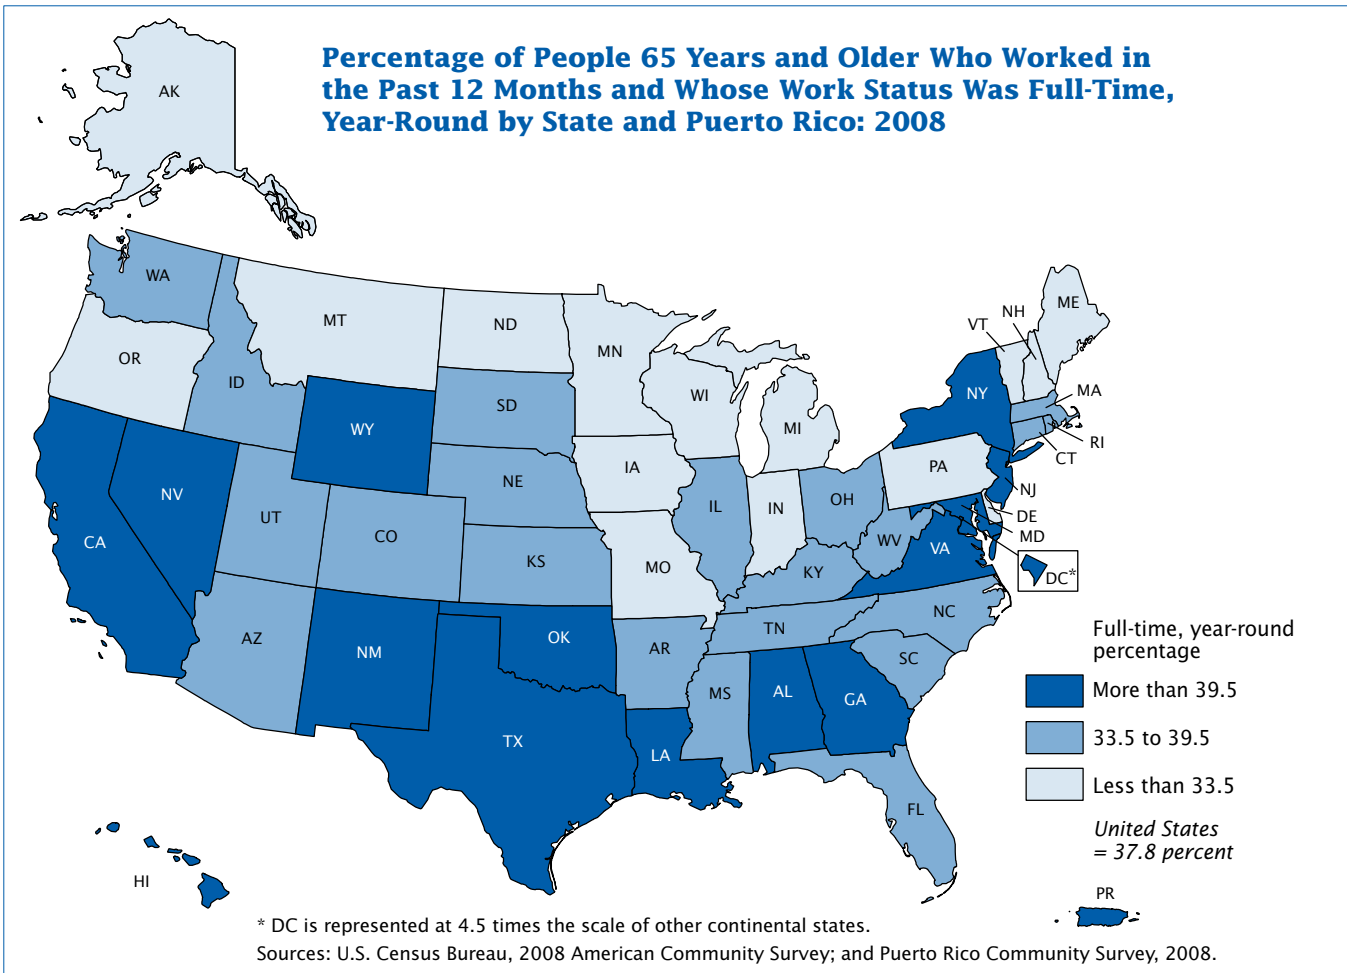 Percentage of People 65 Years and Older Who Worked in
the Past 12 Months and Whose Work Status Was Full-Time,
Year-Round by State and Puerto Rico: 2008
AK
WA
MT
ND
MN
OR
ID
WY
SD
WI
MI
VT
NH
ME
NY
MA
RI
CT
NV
UT
CO
NE
IA
IL
IN
OH
PA
NJ
DE
MD
DC*
CA
KS
MO
KY
WV
VA
AZ
NM
OK
AR
TN
NC
SC
TX
LA
MS
AL
GA
FL
HI
Full-time, year-round
percentage
More than 39.5
33.5 to 39.5
Less than 33.5
United States
= 37.8 percent
PR
* DC is represented at 4.5 times the scale of other continental states.
Sources: U.S. Census Bureau, 2008 American Community Survey; and Puerto Rico Community Survey, 2008.